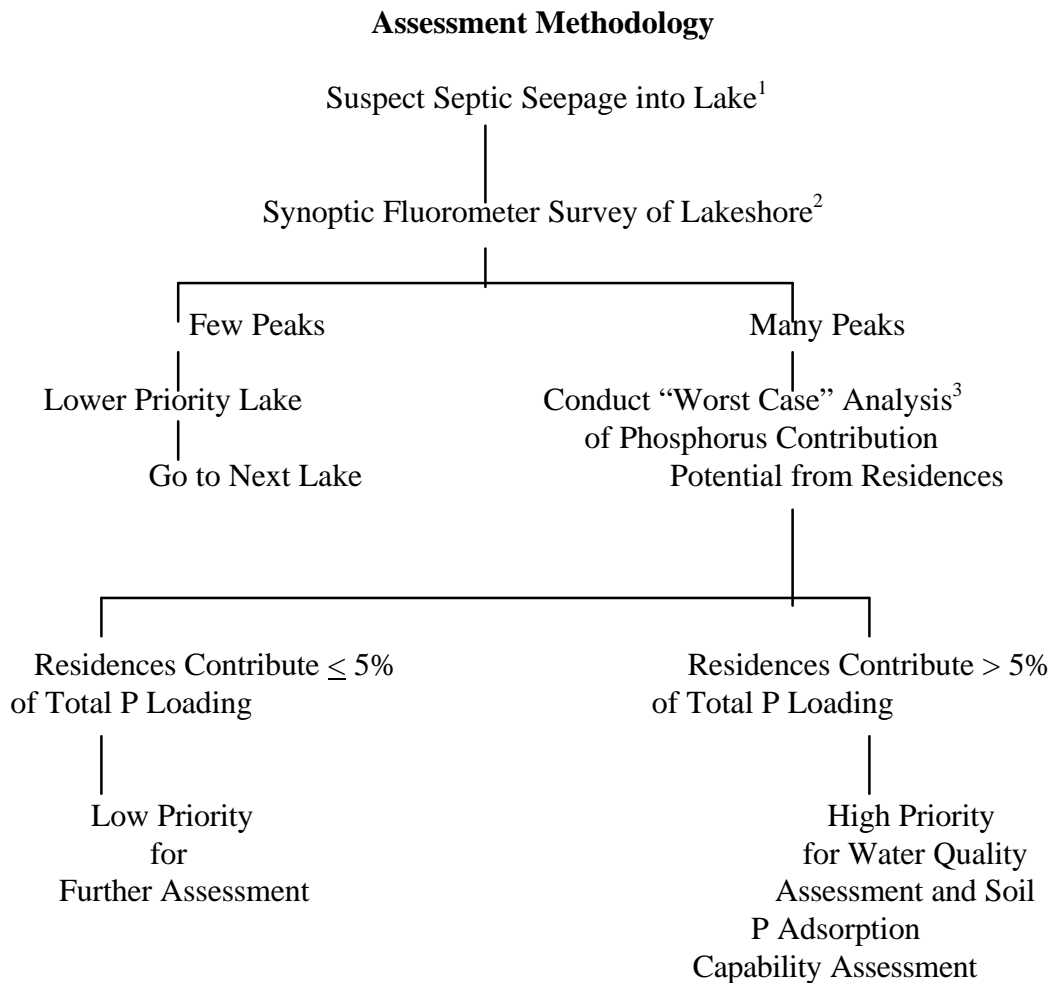 Assessment Methodology
Suspect Septic Seepage into Lake1
Synoptic Fluorometer Survey of Lakeshore2
Few Peaks
Many Peaks
Lower Priority Lake
Conduct “Worst Case” Analysis3
of Phosphorus Contribution
Go to Next Lake
Potential from Residences
Residences Contribute ≤ 5%
of Total P Loading
Residences Contribute > 5%
of Total P Loading
Low Priority
for
Further Assessment
High Priority
for Water Quality
Assessment and Soil
P Adsorption
Capability Assessment